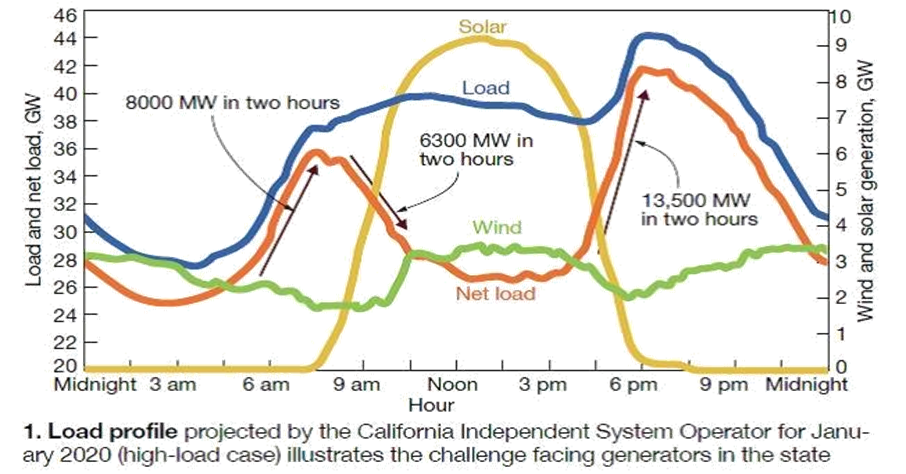 46
44
42
40
38
36
34
32
30
28
26
24
22
20
Load and net load, GW
Solar
Load
8000 MW in two hours
6300 MW in
two hours
Wind
Net load
13,500 MW
in two hours
10
9
8
7
6
5
4
3
2
1
0
Wind and solar generation, GW
Midnight 3 am 6 am 9 am Noon 3 pm 6 pm 9 pm Midnight
Hour
1. Load profile projected by the California Independent System Operator for Janu-
ary 2020 (high-load case) illustrates the challenge facing generators in the state